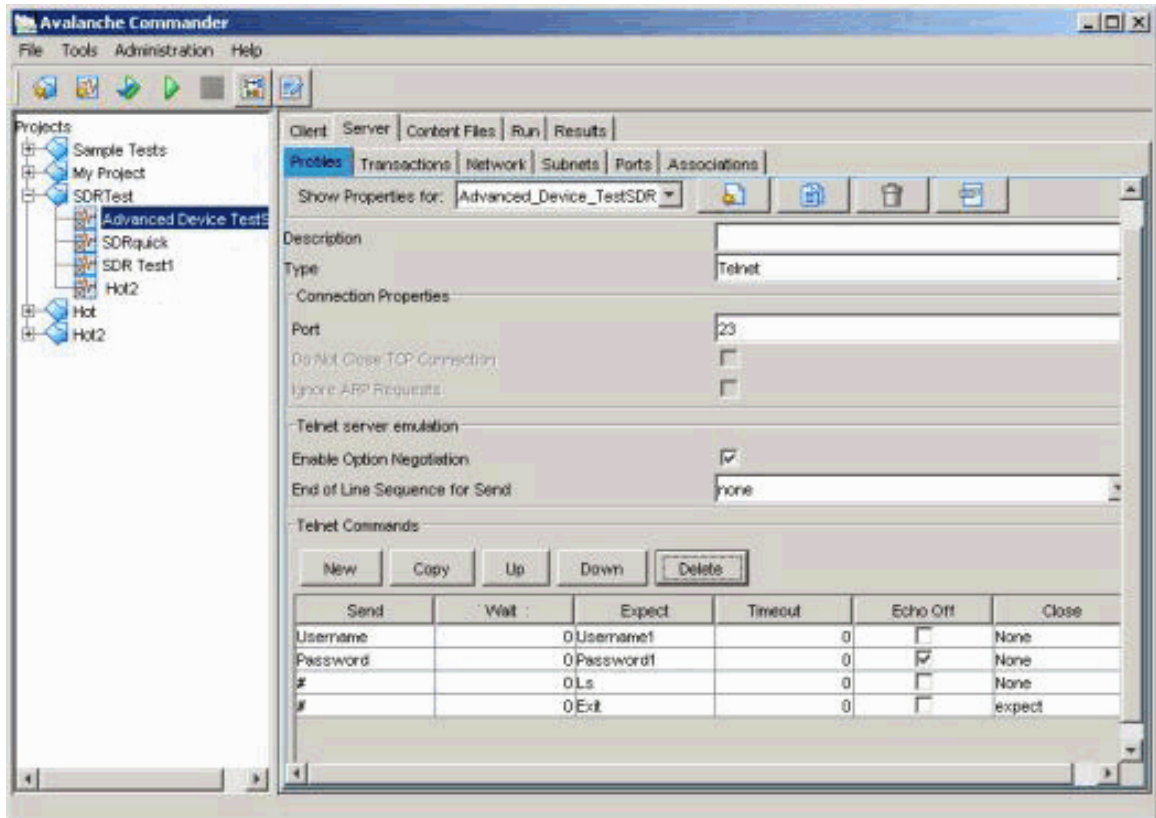 Avalanche Commander
File Tools Administration Help
Projects
Sample Tests
My Project
SDRTest
Advanced Device TestS
SDRquick
SDR Test1
Hot2
Hot
Hot2
Client Server Content Files Run Results
Profiles Transactions Network Subnets Ports Associations
Show Properties for: Advanced_Device_TestSDR
Description
Type Telnet
Connection Properties
Port 23
Do Not Close TCP Connection
Ignore ARP Requests
Telnet server emulation
Enable Option Negotiation
End of Line Sequence for Send none
Telnet Commands
New Copy Up Down Delete
Send Wait : Expect Timeout Echo Off Close
Username 0 Username1 0 None
Password 0 Password1 0 None
# 0 Ls 0 None
# 0 Exit 0 expect